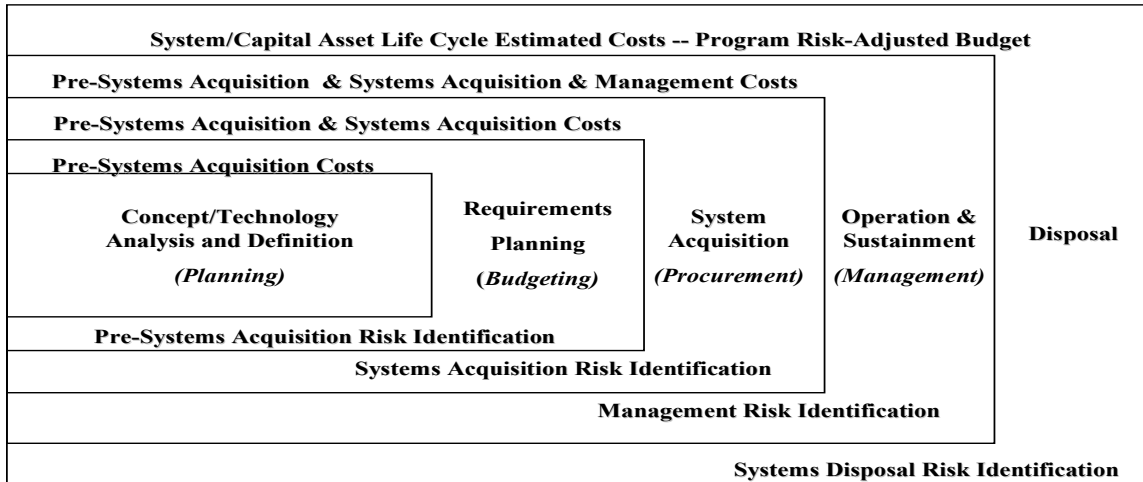 System/Capital Asset Life Cycle Estimated Costs -- Program Risk-Adjusted Budget
Pre-Systems Acquisition & Systems Acquisition & Management Costs
Pre-Systems Acquisition & Systems Acquisition Costs
Pre-Systems Acquisition Costs
Concept/Technology
Analysis and Definition
(Planning)
Requirements
Planning
(Budgeting)
System
Acquisition
(Procurement)
Operation &
Sustainment
(Management)
Disposal
Pre-Systems Acquisition Risk Identification
Systems Acquisition Risk Identification
Management Risk Identification
Systems Disposal Risk Identification